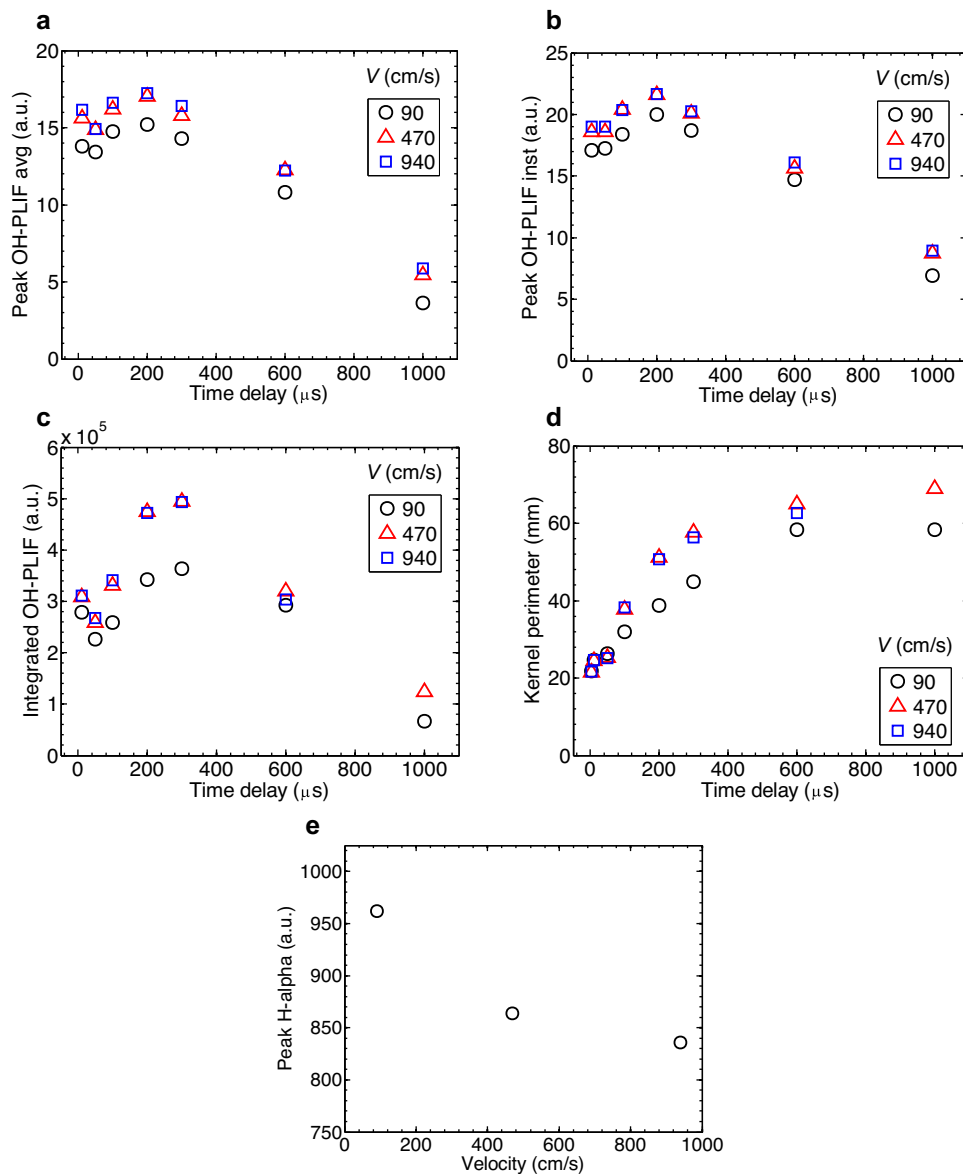 a
20
15
10
5
0
Peak OH-PLIF avg (a.u.)
0 200 400 600 800 1000
Time delay (μs)
V (cm/s)
90
470
940
b
25
20
15
10
5
0
Peak OH-PLIF inst (a.u.)
0 200 400 600 800 1000
Time delay (μs)
V (cm/s)
90
470
940
c
x 10^5
6
5
4
3
2
1
0
Integrated OH-PLIF (a.u.)
0 200 400 600 800 1000
Time delay (μs)
V (cm/s)
90
470
940
d
80
60
40
20
0
Kernel perimeter (mm)
0 200 400 600 800 1000
Time delay (μs)
V (cm/s)
90
470
940
e
1000
950
900
850
800
750
Peak H-alpha (a.u.)
0 200 400 600 800 1000
Velocity (cm/s)